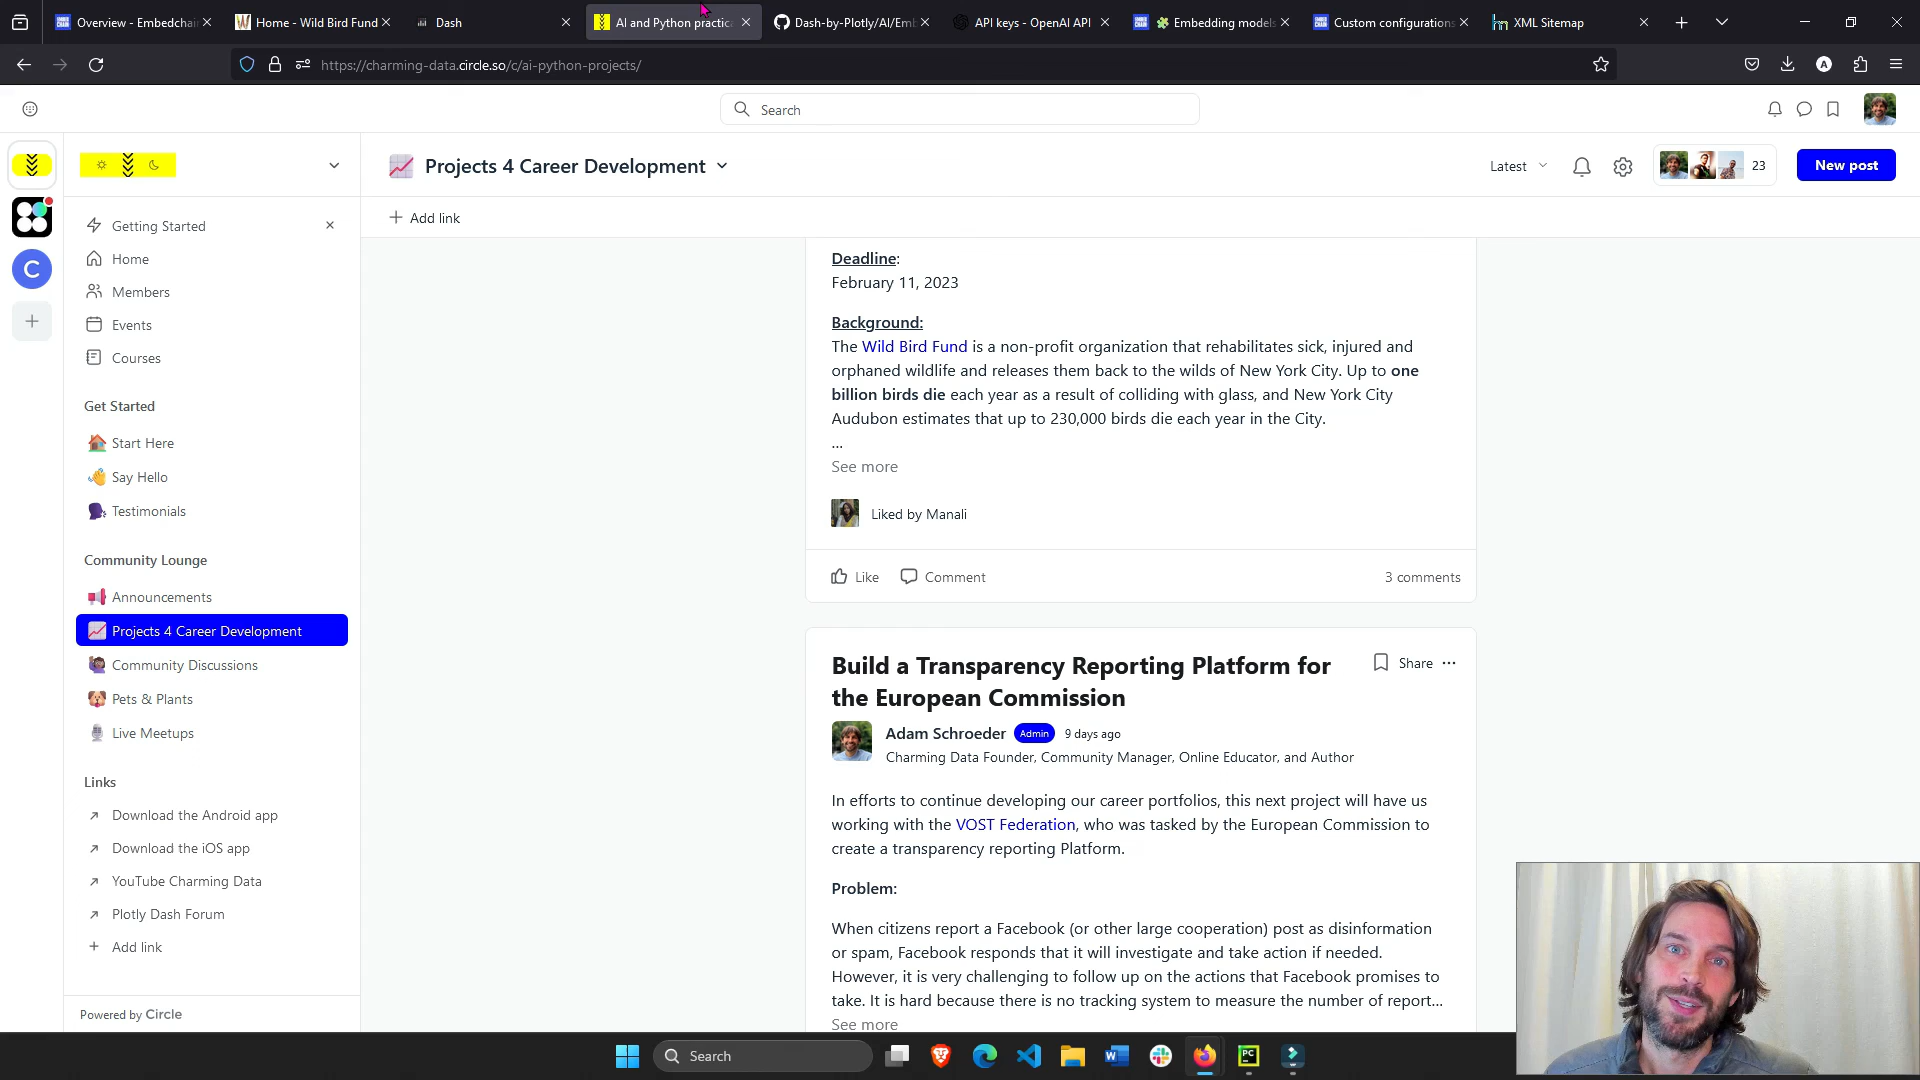 Overview - Embedchai
Home - Wild Bird Fund
Dash
AI and Python practic
Dash-by-Plotly/AI/Emb
API keys - OpenAI API
Embedding models
Custom configurations
XML Sitemap
https://charming-data.circle.so/c/ai-python-projects/
Search
Projects 4 Career Development
Latest
23
New post
Add link
Getting Started
Home
Members
Events
Courses
Get Started
Start Here
Say Hello
Testimonials
Community Lounge
Announcements
Projects 4 Career Development
Community Discussions
Pets & Plants
Live Meetups
Links
Download the Android app
Download the iOS app
YouTube Charming Data
Plotly Dash Forum
Add link
Powered by Circle
C
Deadline:
February 11, 2023
Background:
The Wild Bird Fund is a non-profit organization that rehabilitates sick, injured and
orphaned wildlife and releases them back to the wilds of New York City. Up to one
billion birds die each year as a result of colliding with glass, and New York City
Audubon estimates that up to 230,000 birds die each year in the City.
...
See more
Liked by Manali
Like
Comment
3 comments
Build a Transparency Reporting Platform for
the European Commission
Share
Adam Schroeder Admin 9 days ago
Charming Data Founder, Community Manager, Online Educator, and Author
In efforts to continue developing our career portfolios, this next project will have us
working with the VOST Federation, who was tasked by the European Commission to
create a transparency reporting Platform.
Problem:
When citizens report a Facebook (or other large cooperation) post as disinformation
or spam, Facebook responds that it will investigate and take action if needed.
However, it is very challenging to follow up on the actions that Facebook promises to
take. It is hard because there is no tracking system to measure the number of report...
See more
Search